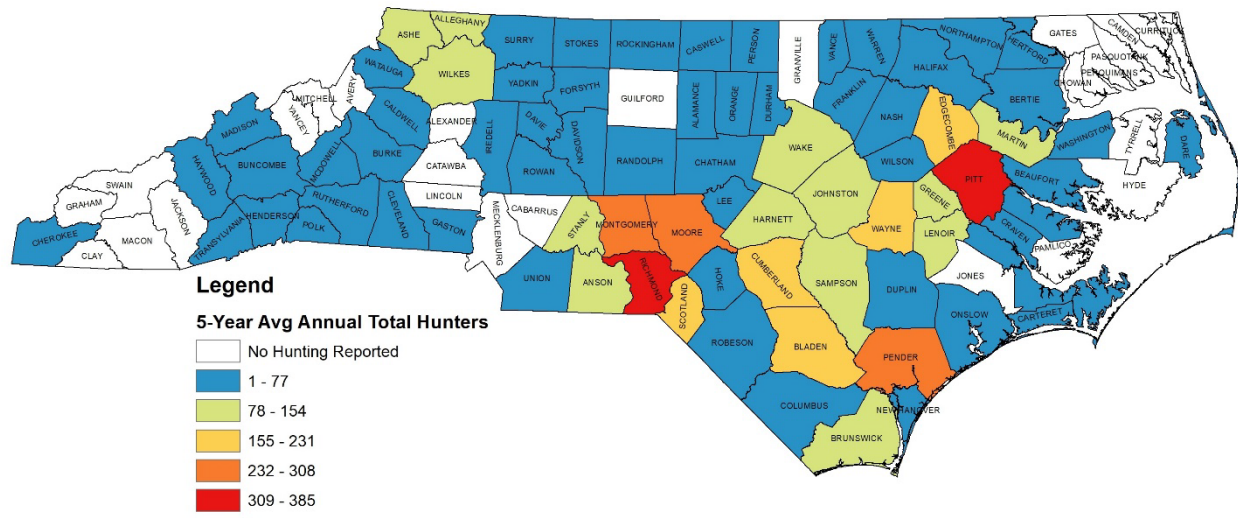 ALLEGHANY
ASHE
SURRY
STOKES
ROCKINGHAM
CASWELL
PERSON
GRANVILLE
VANCE
WARREN
NORTHAMPTON
HERTFORD
GATES
CAMDEN
CURRITUCK
PASQUOTANK
PERQUIMANS
CHOWAN
WATAUGA
WILKES
YADKIN
FORSYTH
GUILFORD
ALAMANCE
ORANGE
DURHAM
FRANKLIN
HALIFAX
BERTIE
NASH
EDGECOMBE
MARTIN
WASHINGTON
TYRRELL
DARE
MITCHELL
AVERY
YANCEY
CALDWELL
ALEXANDER
IREDELL
DAVIE
DAVIDSON
MADISON
BUNCOMBE
MCDOWELL
BURKE
CATAWBA
ROWAN
RANDOLPH
CHATHAM
WAKE
WILSON
PITT
BEAUFORT
HYDE
HAYWOOD
SWAIN
GRAHAM
JACKSON
CHEROKEE
MACON
CLAY
TRANSYLVANIA
HENDERSON
POLK
RUTHERFORD
CLEVELAND
LINCOLN
GASTON
MECKLENBURG
CABARRUS
STANLY
MONTGOMERY
MOORE
LEE
HARNETT
JOHNSTON
WAYNE
GREENE
LENOIR
CRAVEN
PAMLICO
JONES
UNION
ANSON
RICHMOND
SCOTLAND
HOKE
CUMBERLAND
SAMPSON
DUPLIN
ONSLOW
CARTERET
ROBESON
BLADEN
PENDER
COLUMBUS
NEW HANOVER
BRUNSWICK
Legend
5-Year Avg Annual Total Hunters
No Hunting Reported
1 - 77
78 - 154
155 - 231
232 - 308
309 - 385